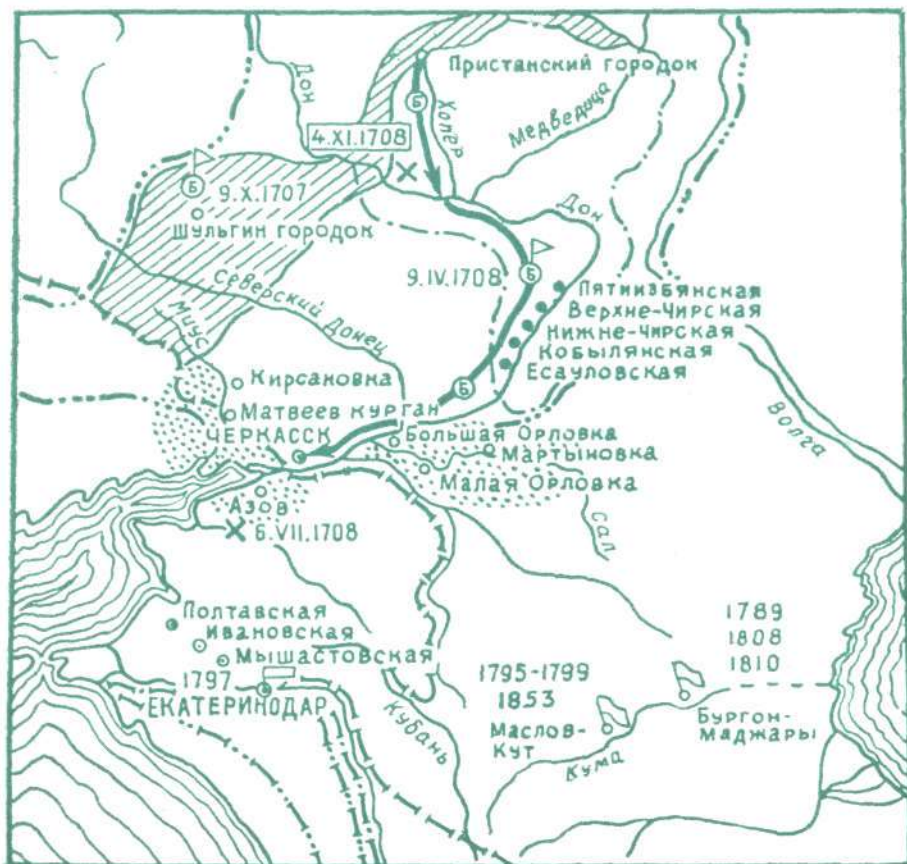 Дон
Пристанский городок
Б
Хопер
Медведица
4.XI.1708
Б
9.X.1707
Шульгин городок
Дон
Б
9.IV.1708
Северский Донец
Пятиизбянская
Верхне-Чирская
Нижне-Чирская
Кобылянская
Есауловская
Миус
Б
Кирсановка
Матвеев курган
ЧЕРКАССК
Большая Орловка
Мартыновка
Малая Орловка
Волга
Азов
6.VII.1708
Сал
Полтавская
Ивановская
Мышастовская
1797
ЕКАТЕРИНОДАР
Кубань
1795-1799
1853
Маслов-
Кут
Кума
1789
1808
1810
Бургон-
Маджары